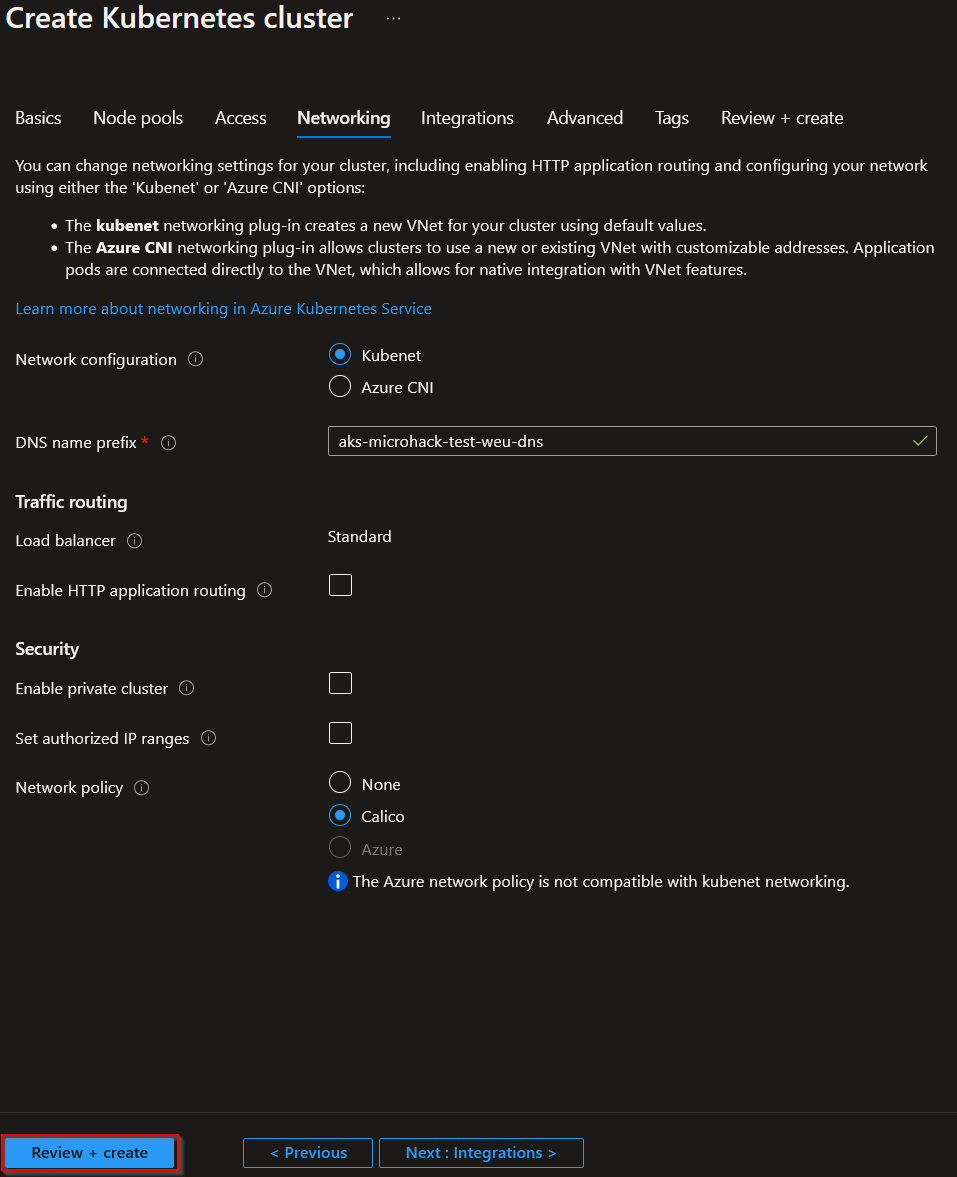 Create Kubernetes cluster ...
Basics Node pools Access Networking Integrations Advanced Tags Review + create
You can change networking settings for your cluster, including enabling HTTP application routing and configuring your network
using either the 'Kubenet' or 'Azure CNI' options:
• The kubenet networking plug-in creates a new VNet for your cluster using default values.
• The Azure CNI networking plug-in allows clusters to use a new or existing VNet with customizable addresses. Application
pods are connected directly to the VNet, which allows for native integration with VNet features.
Learn more about networking in Azure Kubernetes Service
Network configuration
Kubenet
Azure CNI
DNS name prefix *
aks-microhack-test-weu-dns
Traffic routing
Load balancer
Standard
Enable HTTP application routing
Security
Enable private cluster
Set authorized IP ranges
Network policy
None
Calico
Azure
The Azure network policy is not compatible with kubenet networking.
Review + create
< Previous
Next : Integrations >